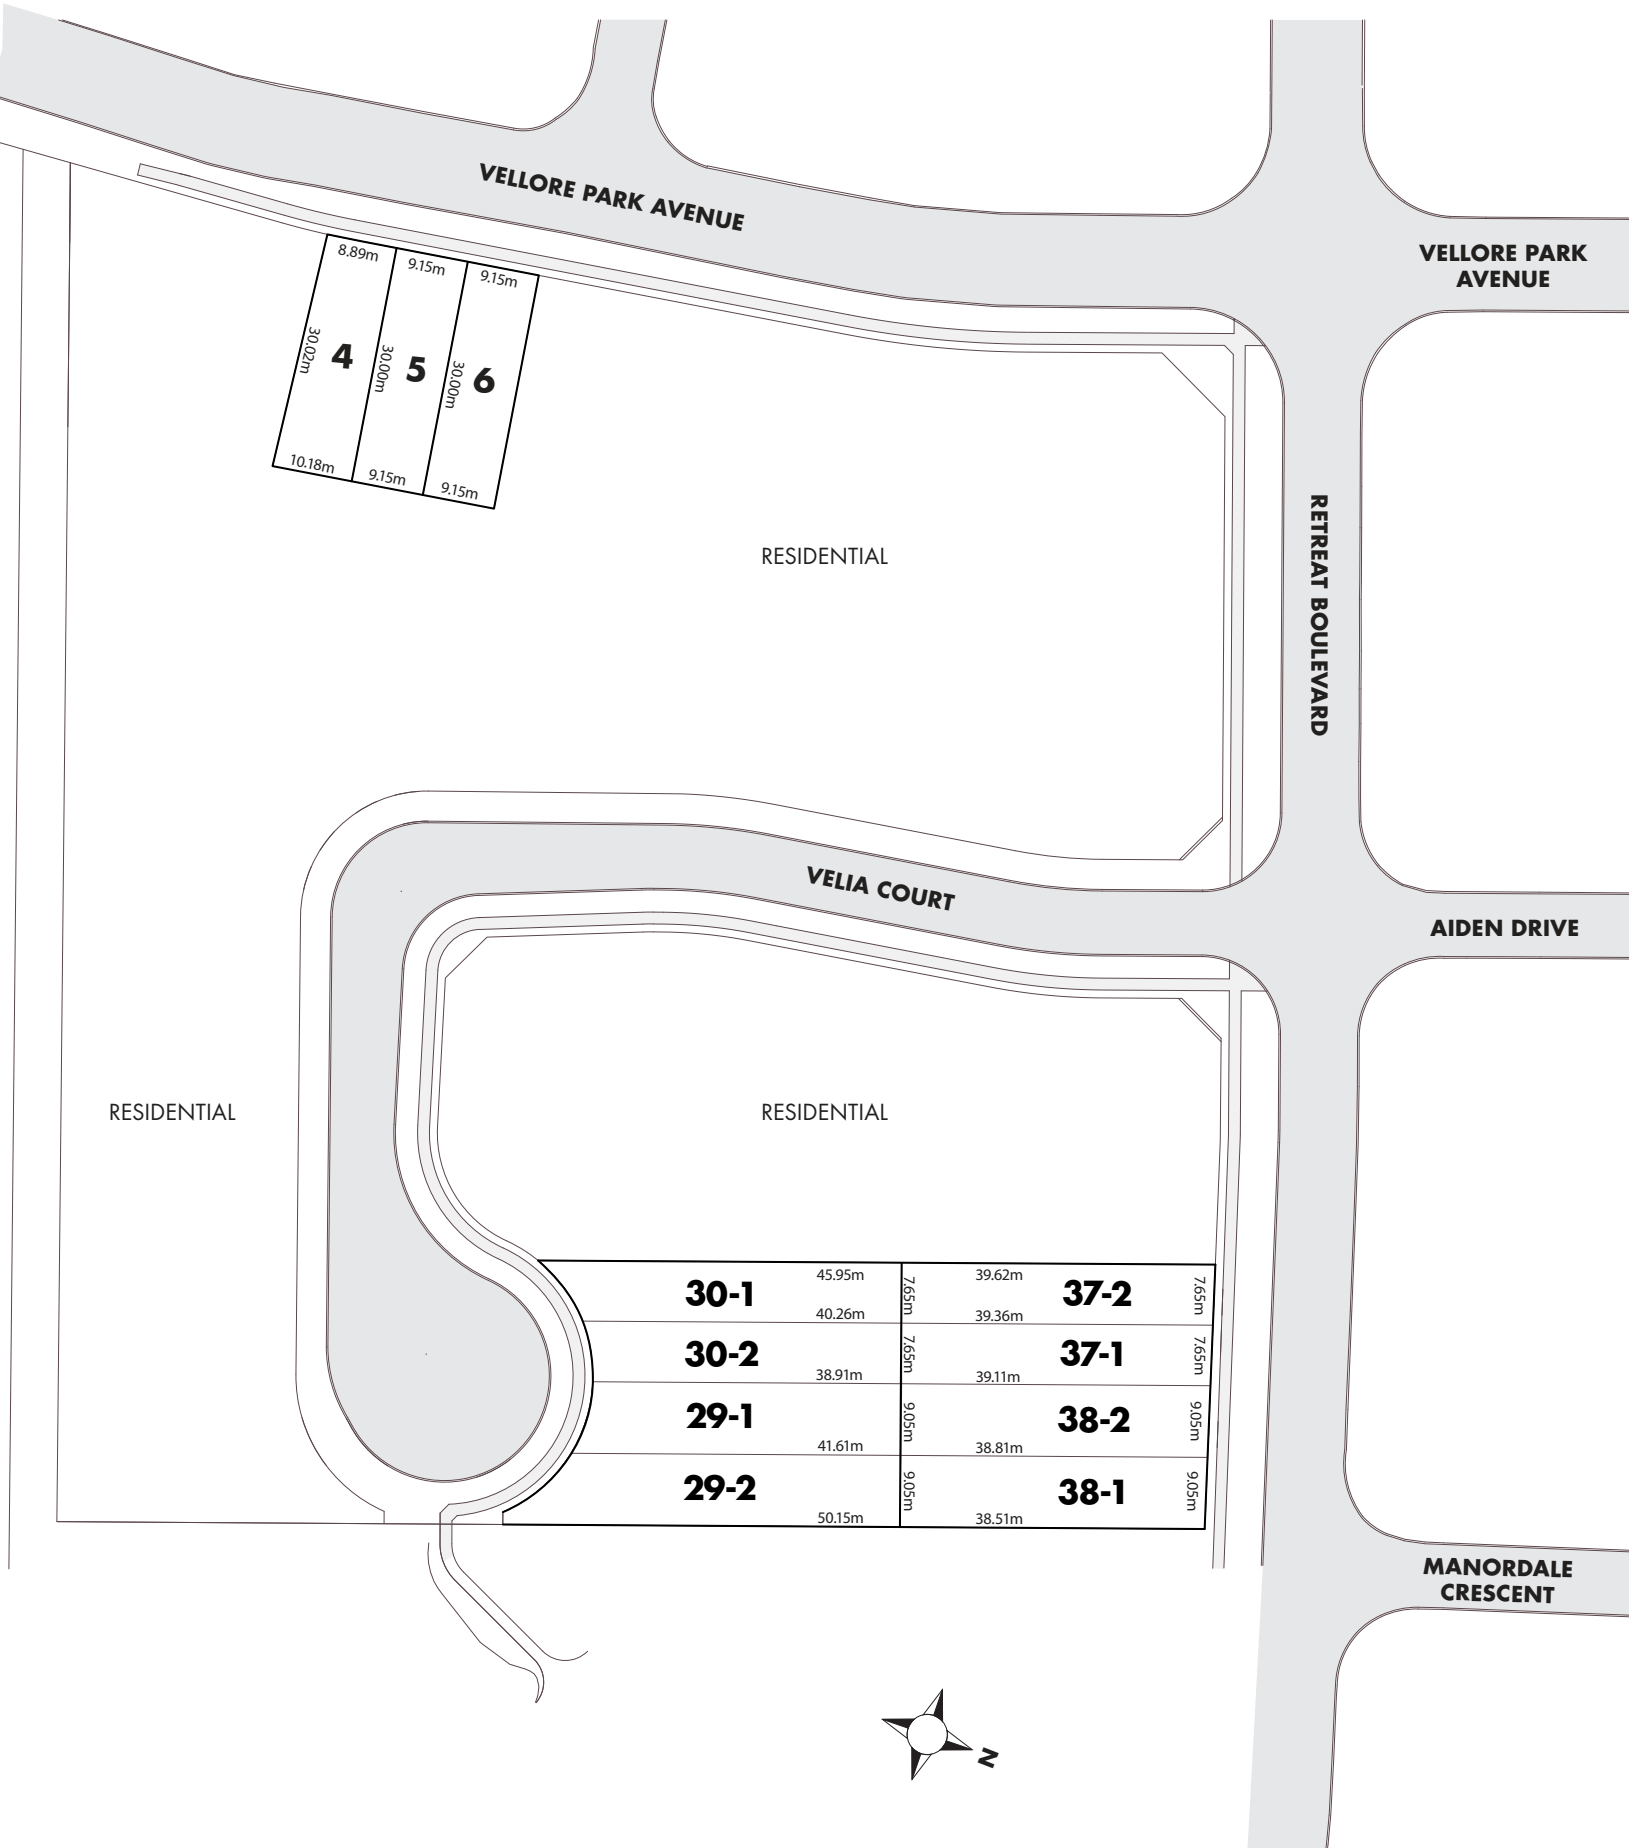 VELLORE PARK AVENUE
VELLORE PARK
AVENUE
8.89m
9.15m
9.15m
30.02m
4
30.00m
5
30.00m
6
10.18m
9.15m
9.15m
RESIDENTIAL
RETREAT BOULEVARD
VELIA COURT
AIDEN DRIVE
RESIDENTIAL
RESIDENTIAL
30-1
45.95m
7.65m
39.62m
37-2
7.65m
40.26m
39.36m
30-2
7.65m
37-1
7.65m
38.91m
39.11m
29-1
9.05m
38-2
9.05m
41.61m
38.81m
29-2
9.05m
38-1
9.05m
50.15m
38.51m
MANORDALE
CRESCENT
N